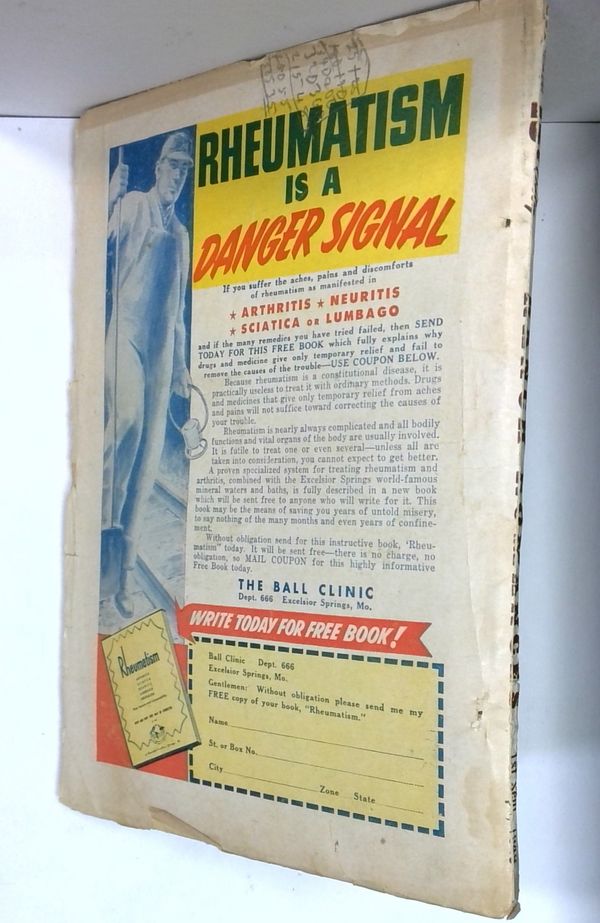 RHEUMATISM
IS A
DANGER SIGNAL
If you suffer the aches, pains and discomforts
of rheumatism as manifested in
★ ARTHRITIS ★ NEURITIS
★ SCIATICA OR LUMBAGO
and if the many remedies you have tried failed, then SEND
TODAY FOR THIS FREE BOOK which fully explains why
drugs and medicine give only temporary relief and fail to
remove the causes of the trouble—USE COUPON BELOW.
Because rheumatism is a constitutional disease, it is
practically useless to treat it with ordinary methods. Drugs
and medicines that give only temporary relief from aches
and pains will not suffice toward correcting the causes of
your trouble.
Rheumatism is nearly always complicated and all bodily
functions and vital organs of the body are usually involved.
It is futile to treat one or even several—unless all are
taken into consideration, you cannot expect to get better.
A proven specialized system for treating rheumatism and
arthritis, combined with the Excelsior Springs world-famous
mineral waters and baths, is fully described in a new book
which will be sent free to anyone who will write for it. This
book may be the means of saving you years of untold misery,
to say nothing of the many months and even years of confine-
ment.
Without obligation send for this instructive book, 'Rheu-
matism" today. It will be sent free—there is no charge, no
obligation, so MAIL COUPON for this highly informative
Free Book today.
THE BALL CLINIC
Dept. 666 Excelsior Springs, Mo.
WRITE TODAY FOR FREE BOOK!
Rheumatism
Ball Clinic Dept. 666
Excelsior Springs, Mo.
Gentlemen: Without obligation please send me my
FREE copy of your book, "Rheumatism."
Name
St. or Box No.
City Zone State